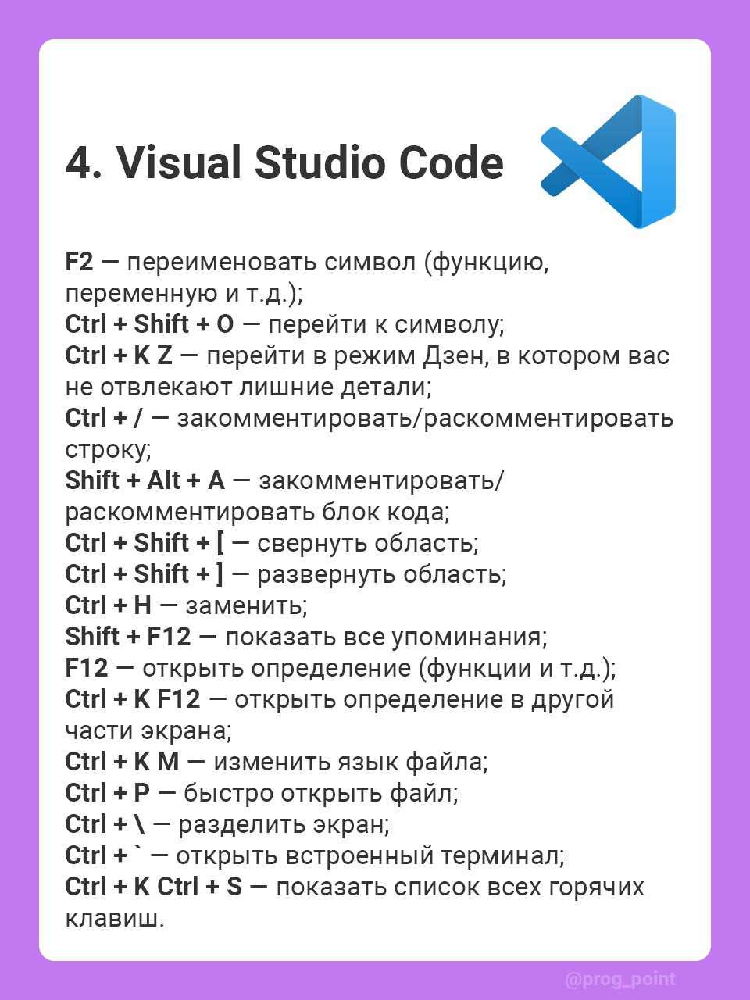 4. Visual Studio Code
F2 — переименовать символ (функцию,
переменную и т.д.);
Ctrl + Shift + O — перейти к символу;
Ctrl + K Z — перейти в режим Дзен, в котором вас
не отвлекают лишние детали;
Ctrl + / — закомментировать/раскомментировать
строку;
Shift + Alt + A — закомментировать/
раскомментировать блок кода;
Ctrl + Shift + [ — свернуть область;
Ctrl + Shift + ] — развернуть область;
Ctrl + H — заменить;
Shift + F12 — показать все упоминания;
F12 — открыть определение (функции и т.д.);
Ctrl + K F12 — открыть определение в другой
части экрана;
Ctrl + K M — изменить язык файла;
Ctrl + P — быстро открыть файл;
Ctrl + \ — разделить экран;
Ctrl + ` — открыть встроенный терминал;
Ctrl + K Ctrl + S — показать список всех горячих
клавиш.
@prog_point